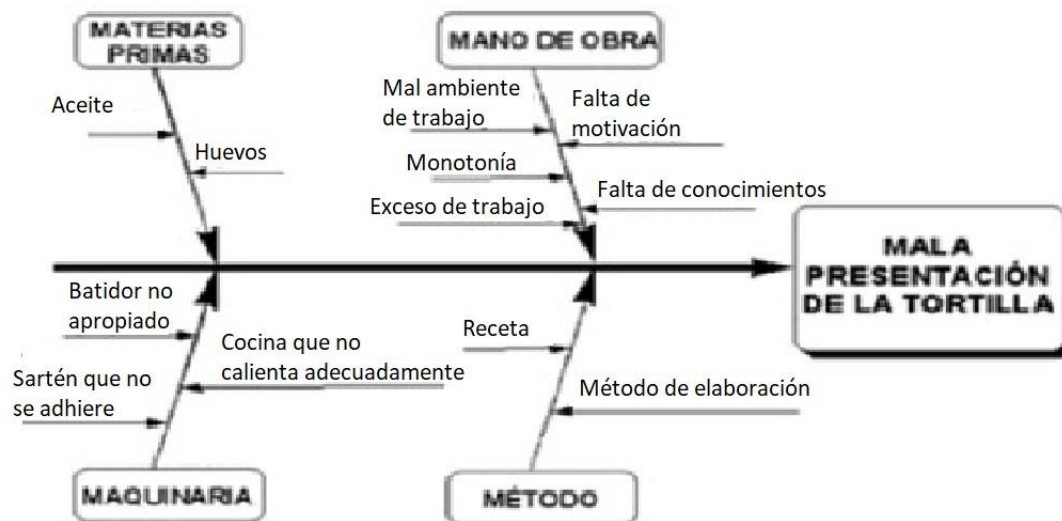 MATERIAS
PRIMAS
MANO DE OBRA
Aceite
Huevos
Mal ambiente
de trabajo
Falta de
motivación
Monotonía
Falta de conocimientos
Exceso de trabajo
MALA
PRESENTACIÓN
DE LA TORTILLA
Batidor no
apropiado
Cocina que no
calienta adecuadamente
Sartén que no
se adhiere
Receta
Método de elaboración
MAQUINARIA
MÉTODO